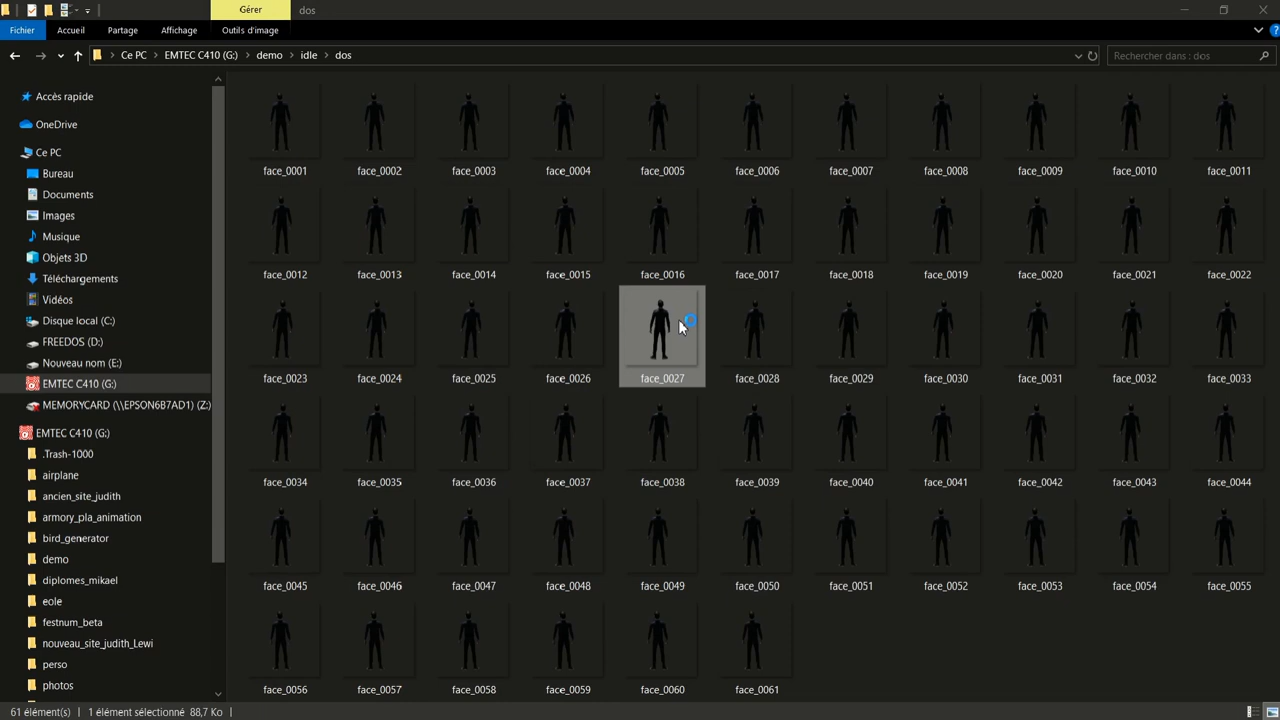 Gérer
dos
Fichier
Accueil
Partage
Affichage
Outils d'image
Ce PC > EMTEC C410 (G:) > demo > idle > dos
Rechercher dans : dos
Accès rapide
OneDrive
Ce PC
Bureau
Documents
Images
Musique
Objets 3D
Téléchargements
Vidéos
Disque local (C:)
FREEDOS (D:)
Nouveau nom (E:)
EMTEC C410 (G:)
MEMORYCARD (\\EPSON6B7AD1) (Z:)
EMTEC C410 (G:)
.Trash-1000
airplane
ancien_site_judith
armory_pla_animation
bird_generator
demo
diplomes_mikael
eole
festnum_beta
nouveau_site_judith_Lewi
perso
photos
face_0001 face_0002 face_0003 face_0004 face_0005 face_0006 face_0007 face_0008 face_0009 face_0010 face_0011
face_0012 face_0013 face_0014 face_0015 face_0016 face_0017 face_0018 face_0019 face_0020 face_0021 face_0022
face_0023 face_0024 face_0025 face_0026 face_0027 face_0028 face_0029 face_0030 face_0031 face_0032 face_0033
face_0034 face_0035 face_0036 face_0037 face_0038 face_0039 face_0040 face_0041 face_0042 face_0043 face_0044
face_0045 face_0046 face_0047 face_0048 face_0049 face_0050 face_0051 face_0052 face_0053 face_0054 face_0055
face_0056 face_0057 face_0058 face_0059 face_0060 face_0061
61 élément(s) | 1 élément sélectionné 88,7 Ko |